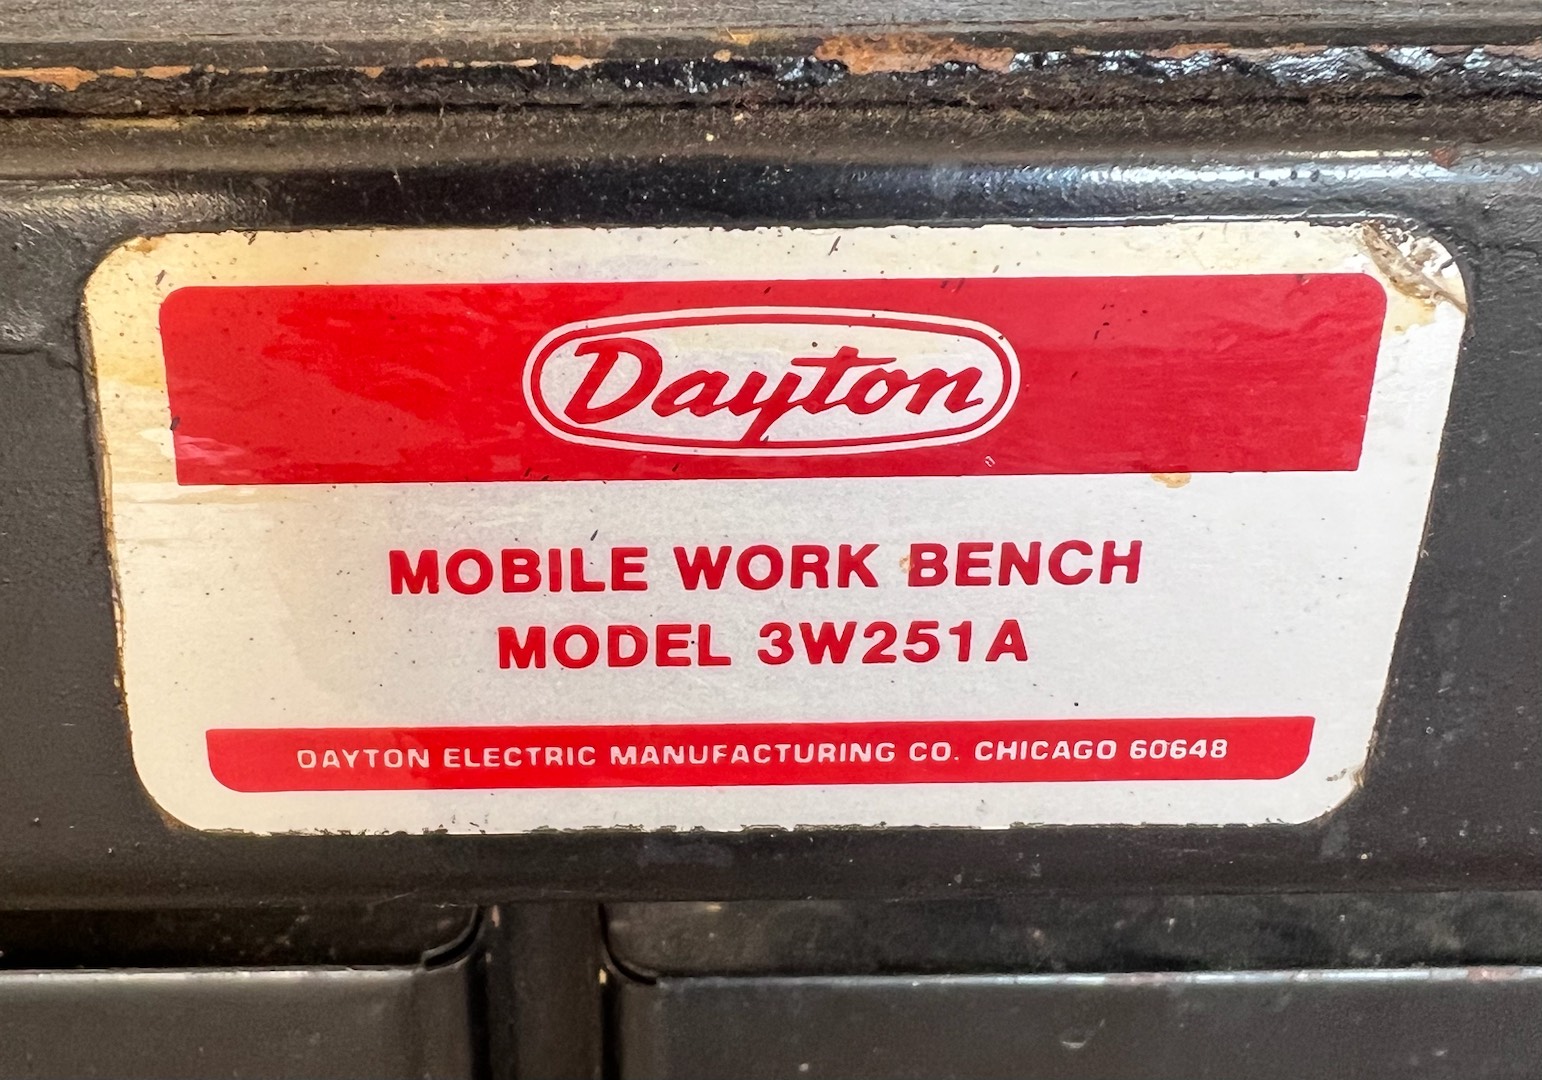 Dayton
MOBILE WORK BENCH
MODEL 3W251A
DAYTON ELECTRIC MANUFACTURING CO. CHICAGO 60648